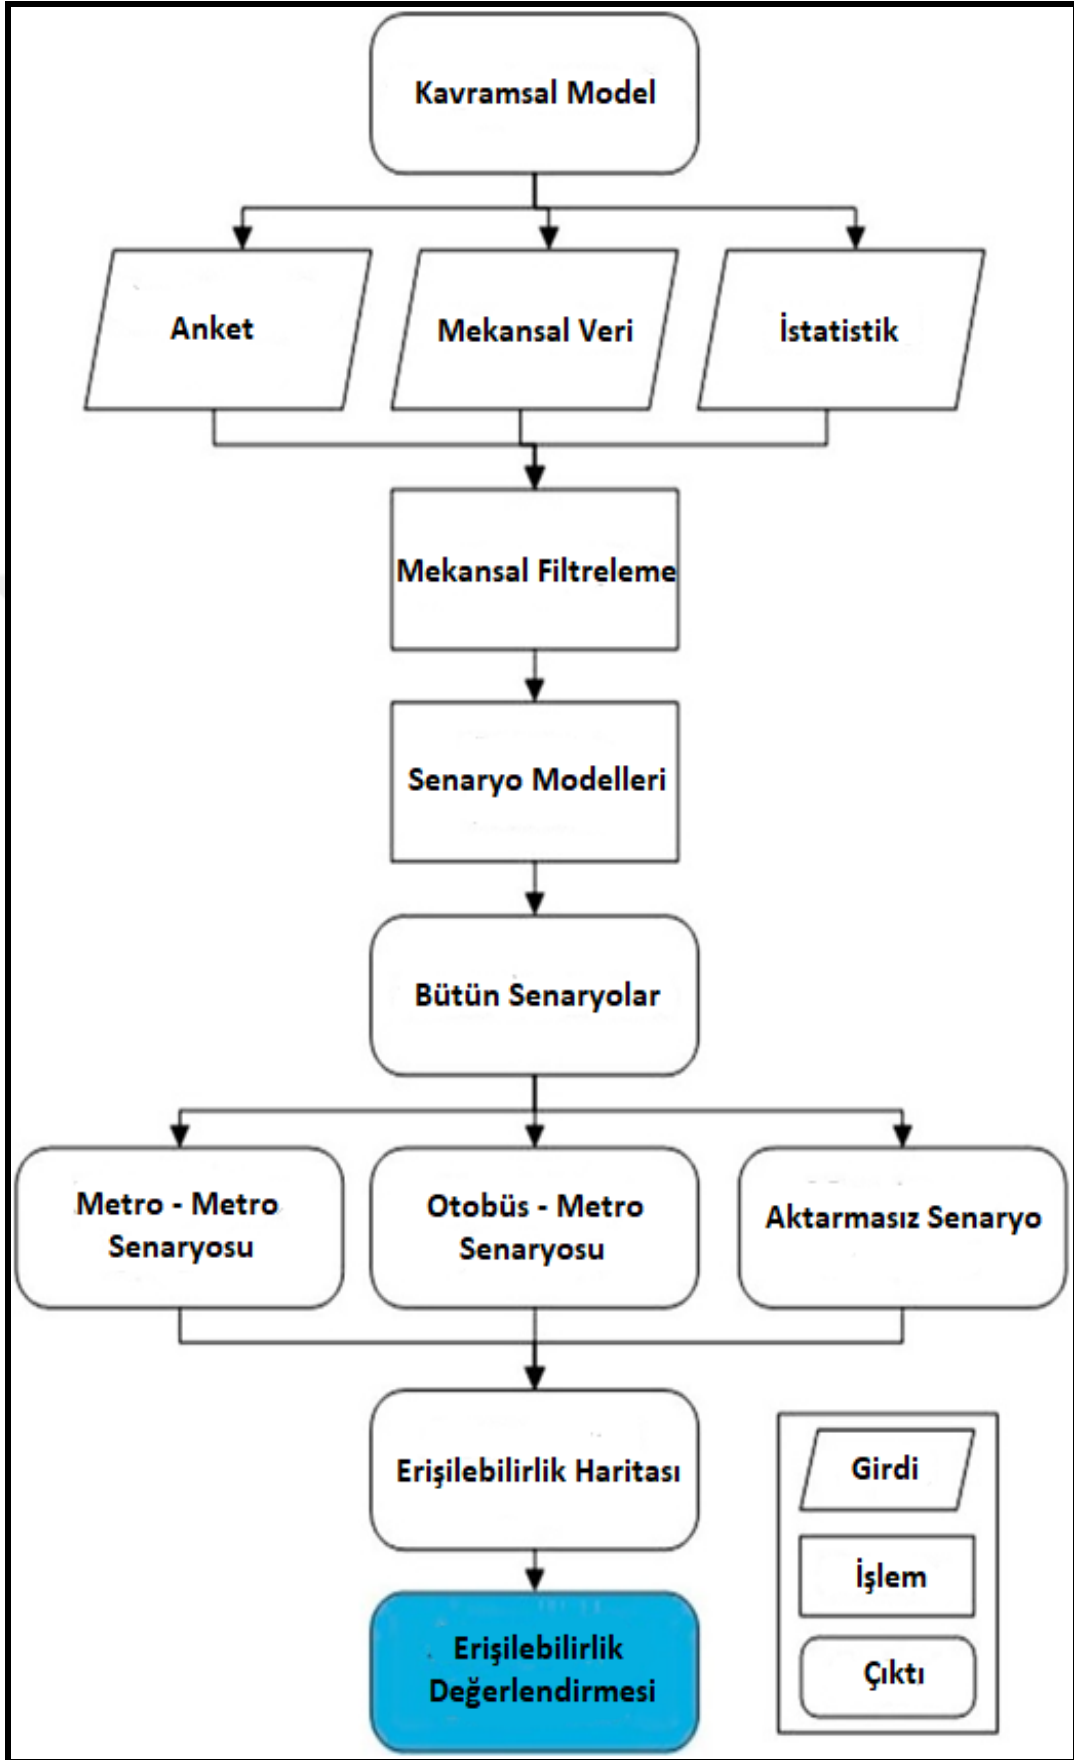 Kavramsal Model
Anket
Mekansal Veri
İstatistik
Mekansal Filtreleme
Senaryo Modelleri
Bütün Senaryolar
Metro - Metro
Senaryosu
Otobüs - Metro
Senaryosu
Aktarmasız Senaryo
Erişilebilirlik Haritası
Erişilebilirlik
Değerlendirmesi
Girdi
İşlem
Çıktı